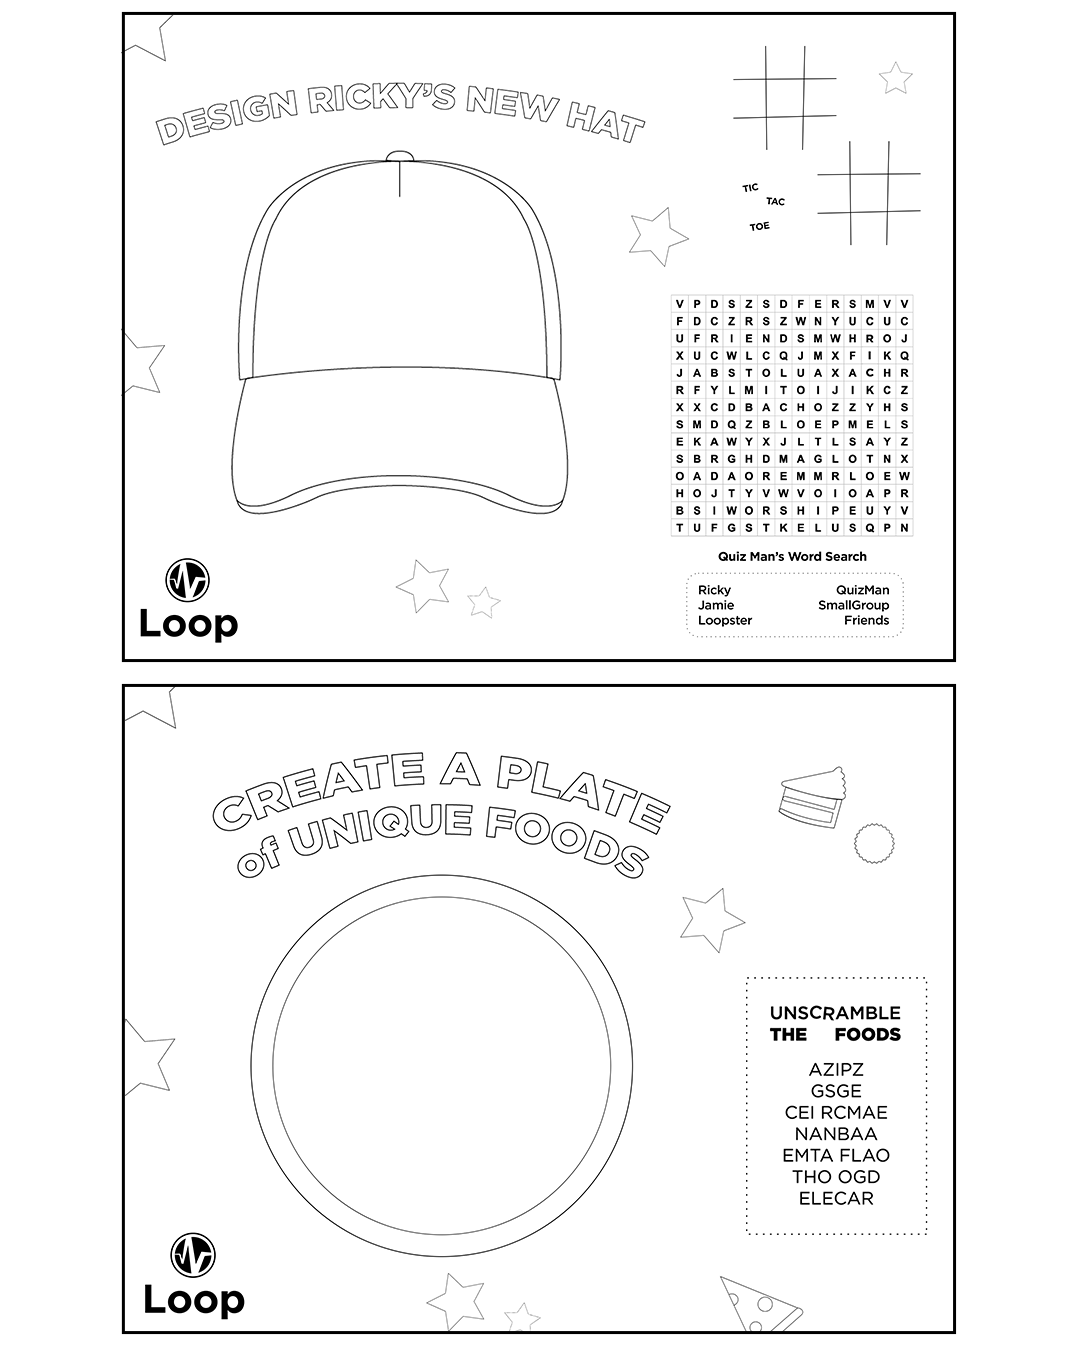 DESIGN RICKY'S NEW HAT
TIC
TAC
TOE
V P D S Z S D F E R S M V V
F D C Z R S Z W N Y U C U C
U F R I E N D S M W H R O J
X U C W L C Q J M X F I K Q
J A B S T O L U A X A C H R
R F Y L M I T O I J I K C Z
X X C D B A C H O Z Z Y H S
S M D Q Z B L O E P M E L S
E K A W Y X J L T L S A Y Z
S B R G H D M A G L O T N X
O A D A O R E M M R L O E W
H O J T Y V W V O I O A P R
B S I W O R S H I P E U Y V
T U F G S T K E L U S Q P N
Quiz Man's Word Search
Ricky QuizMan
Jamie SmallGroup
Loopster Friends
Loop
CREATE A PLATE
of UNIQUE FOODS
UNSCRAMBLE
THE FOODS
AZIPZ
GSGE
CEI RCMAE
NANBAA
EMTA FLAO
THO OGD
ELECAR
Loop